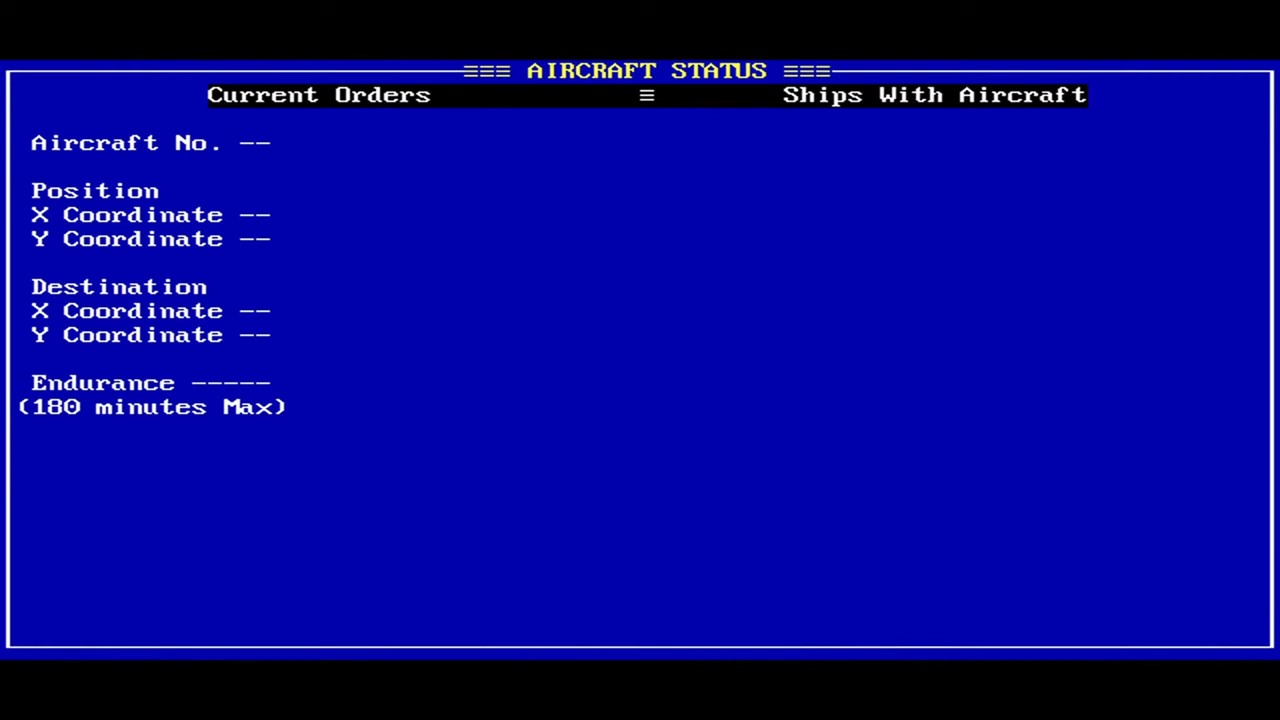 ≡≡≡ AIRCRAFT STATUS ≡≡≡
Current Orders ≡ Ships With Aircraft
Aircraft No. --
Position
X Coordinate --
Y Coordinate --
Destination
X Coordinate --
Y Coordinate --
Endurance -----
(180 minutes Max)